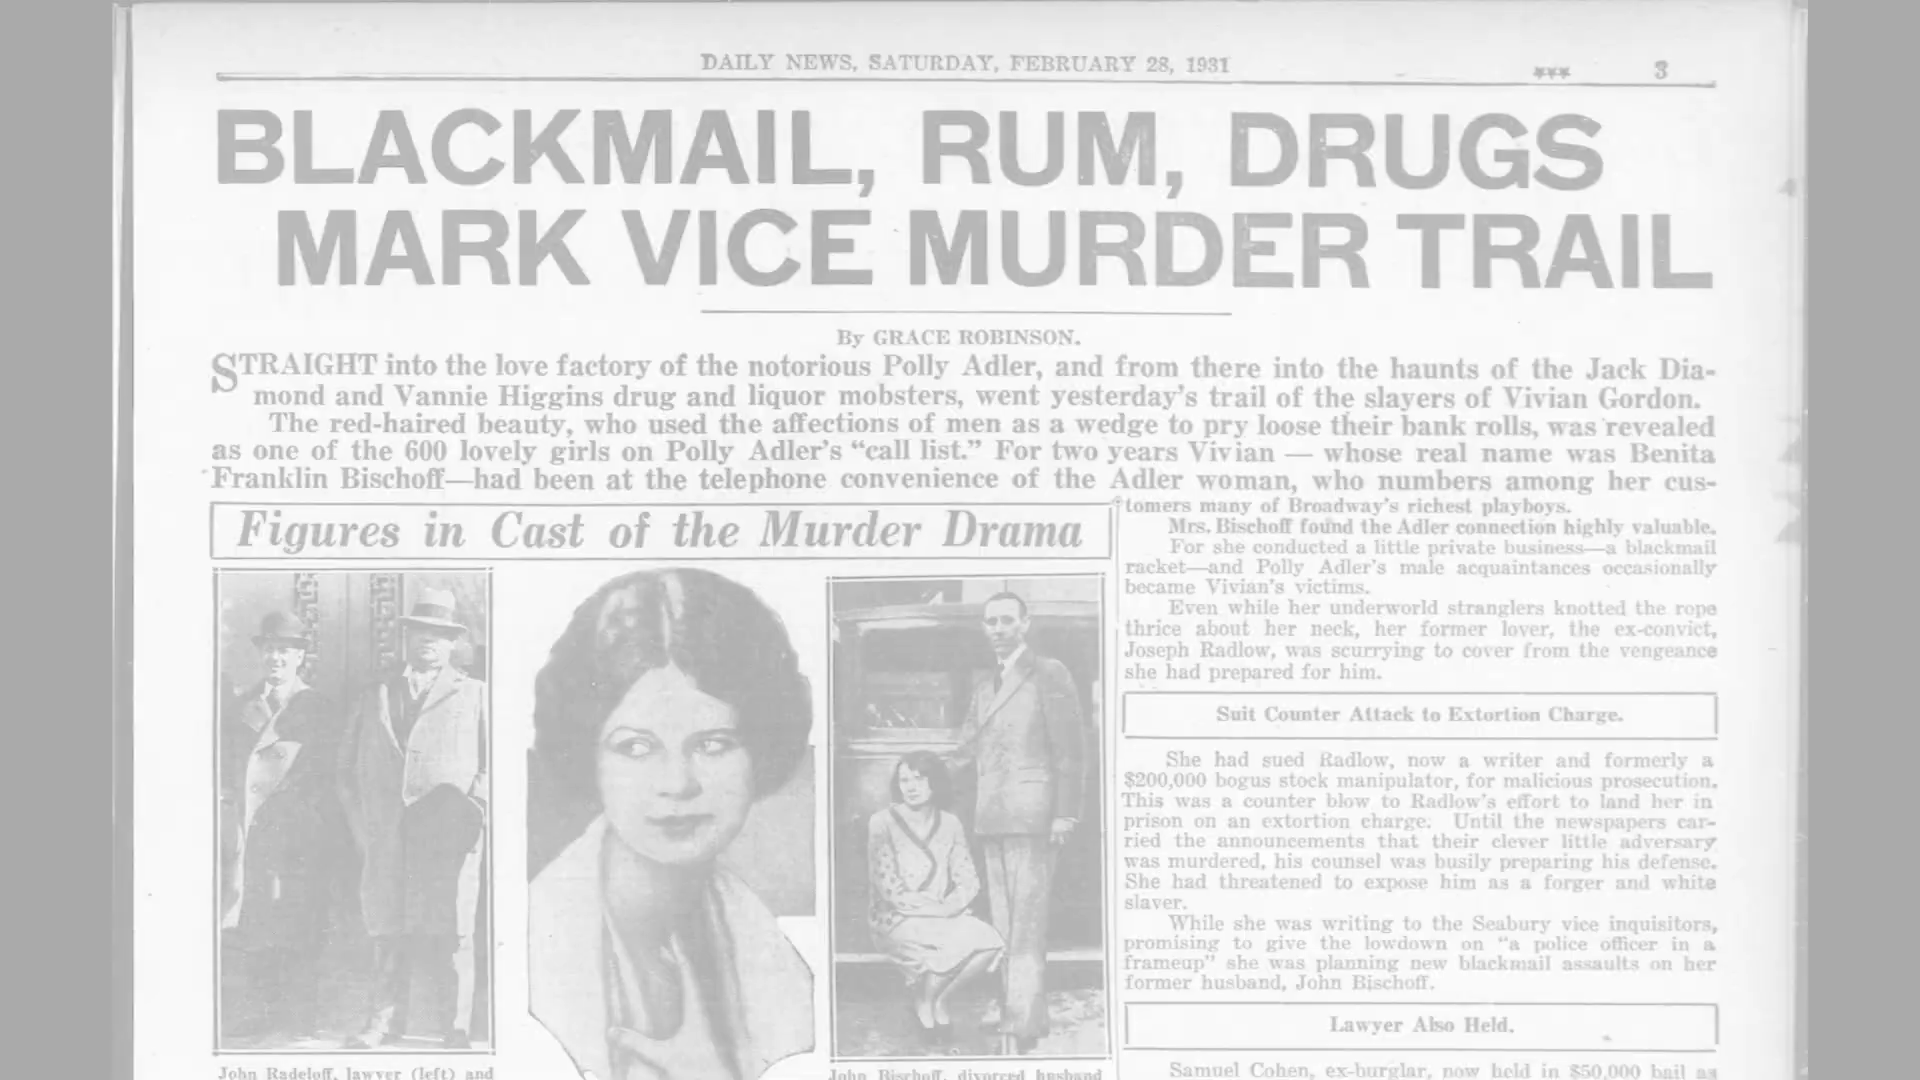 DAILY NEWS, SATURDAY, FEBRUARY 28, 1931
*** 3
BLACKMAIL, RUM, DRUGS
MARK VICE MURDER TRAIL
By GRACE ROBINSON.
STRAIGHT into the love factory of the notorious Polly Adler, and from there into the haunts of the Jack Dia-
mond and Vannie Higgins drug and liquor mobsters, went yesterday's trail of the slayers of Vivian Gordon.
The red-haired beauty, who used the affections of men as a wedge to pry loose their bank rolls, was revealed
as one of the 600 lovely girls on Polly Adler's "call list." For two years Vivian — whose real name was Benita
Franklin Bischoff—had been at the telephone convenience of the Adler woman, who numbers among her cus-
tomers many of Broadway's richest playboys.
Mrs. Bischoff found the Adler connection highly valuable.
For she conducted a little private business—a blackmail
racket—and Polly Adler's male acquaintances occasionally
became Vivian's victims.
Even while her underworld stranglers knotted the rope
thrice about her neck, her former lover, the ex-convict,
Joseph Radlow, was scurrying to cover from the vengeance
she had prepared for him.
Suit Counter Attack to Extortion Charge.
She had sued Radlow, now a writer and formerly a
$200,000 bogus stock manipulator, for malicious prosecution.
This was a counter blow to Radlow's effort to land her in
prison on an extortion charge. Until the newspapers car-
ried the announcements that their clever little adversary
was murdered, his counsel was busily preparing his defense.
She had threatened to expose him as a forger and white
slaver.
While she was writing to the Seabury vice inquisitors,
promising to give the lowdown on "a police officer in a
frameup" she was planning new blackmail assaults on her
former husband, John Bischoff.
Lawyer Also Held.
Samuel Cohen, ex-burglar, now held in $50,000 bail as
Figures in Cast of the Murder Drama
John Radeloff, lawyer (left) and
John Bischoff, divorced husband